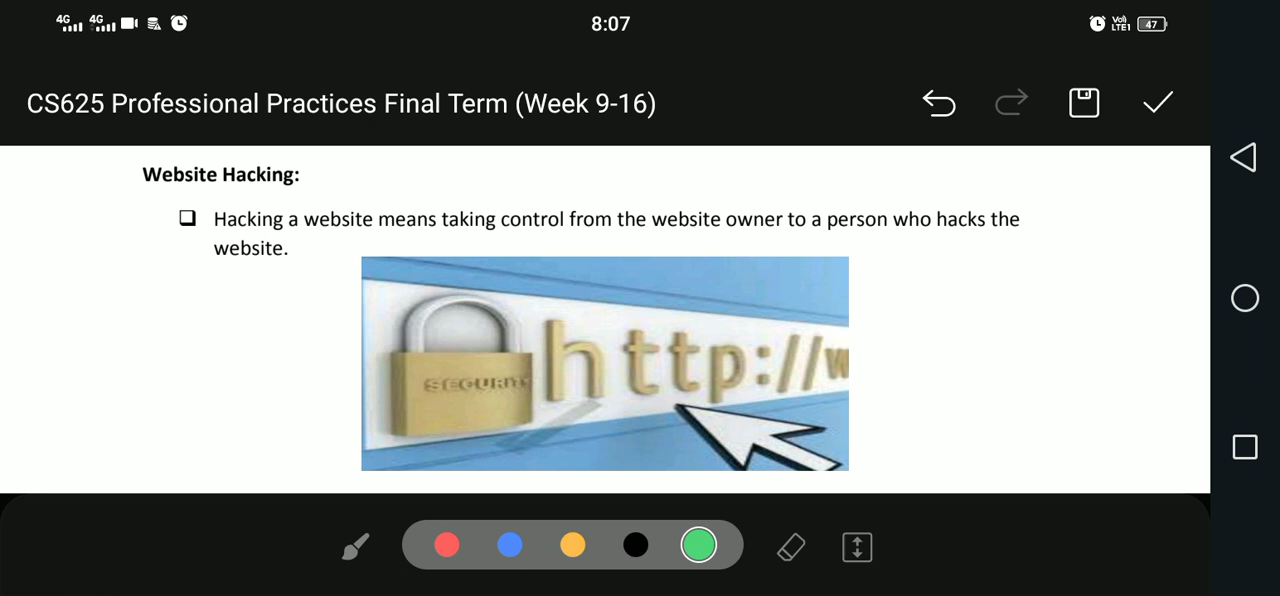 4G 4G 8:07 VoLTE1 47
CS625 Professional Practices Final Term (Week 9-16)
Website Hacking:
Hacking a website means taking control from the website owner to a person who hacks the
website.
SECURITY http://w